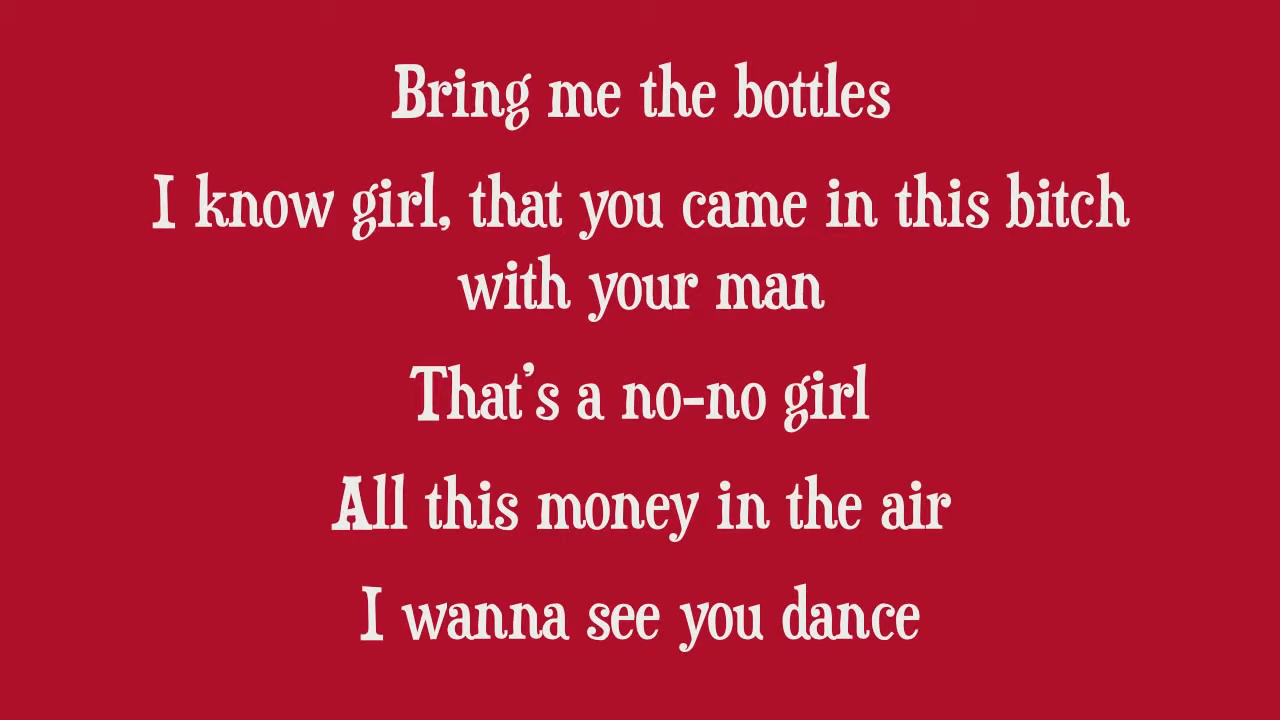 Bring me the bottles
I know girl, that you came in this bitch
with your man
That's a no-no girl
All this money in the air
I wanna see you dance